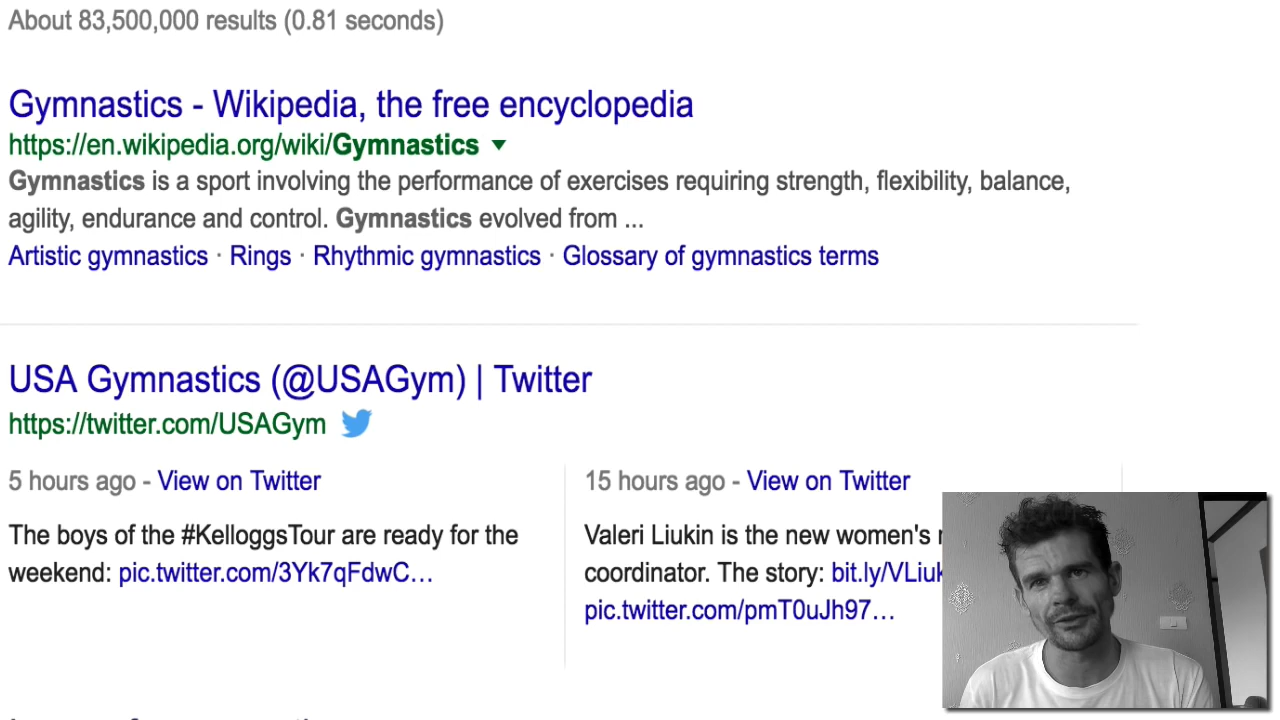 About 83,500,000 results (0.81 seconds)
Gymnastics - Wikipedia, the free encyclopedia
https://en.wikipedia.org/wiki/Gymnastics
Gymnastics is a sport involving the performance of exercises requiring strength, flexibility, balance,
agility, endurance and control. Gymnastics evolved from ...
Artistic gymnastics · Rings · Rhythmic gymnastics · Glossary of gymnastics terms
USA Gymnastics (@USAGym) | Twitter
https://twitter.com/USAGym
5 hours ago - View on Twitter
The boys of the #KelloggsTour are ready for the
weekend: pic.twitter.com/3Yk7qFdwC...
15 hours ago - View on Twitter
Valeri Liukin is the new women's
coordinator. The story: bit.ly/VLiuk
pic.twitter.com/pmT0uJh97...